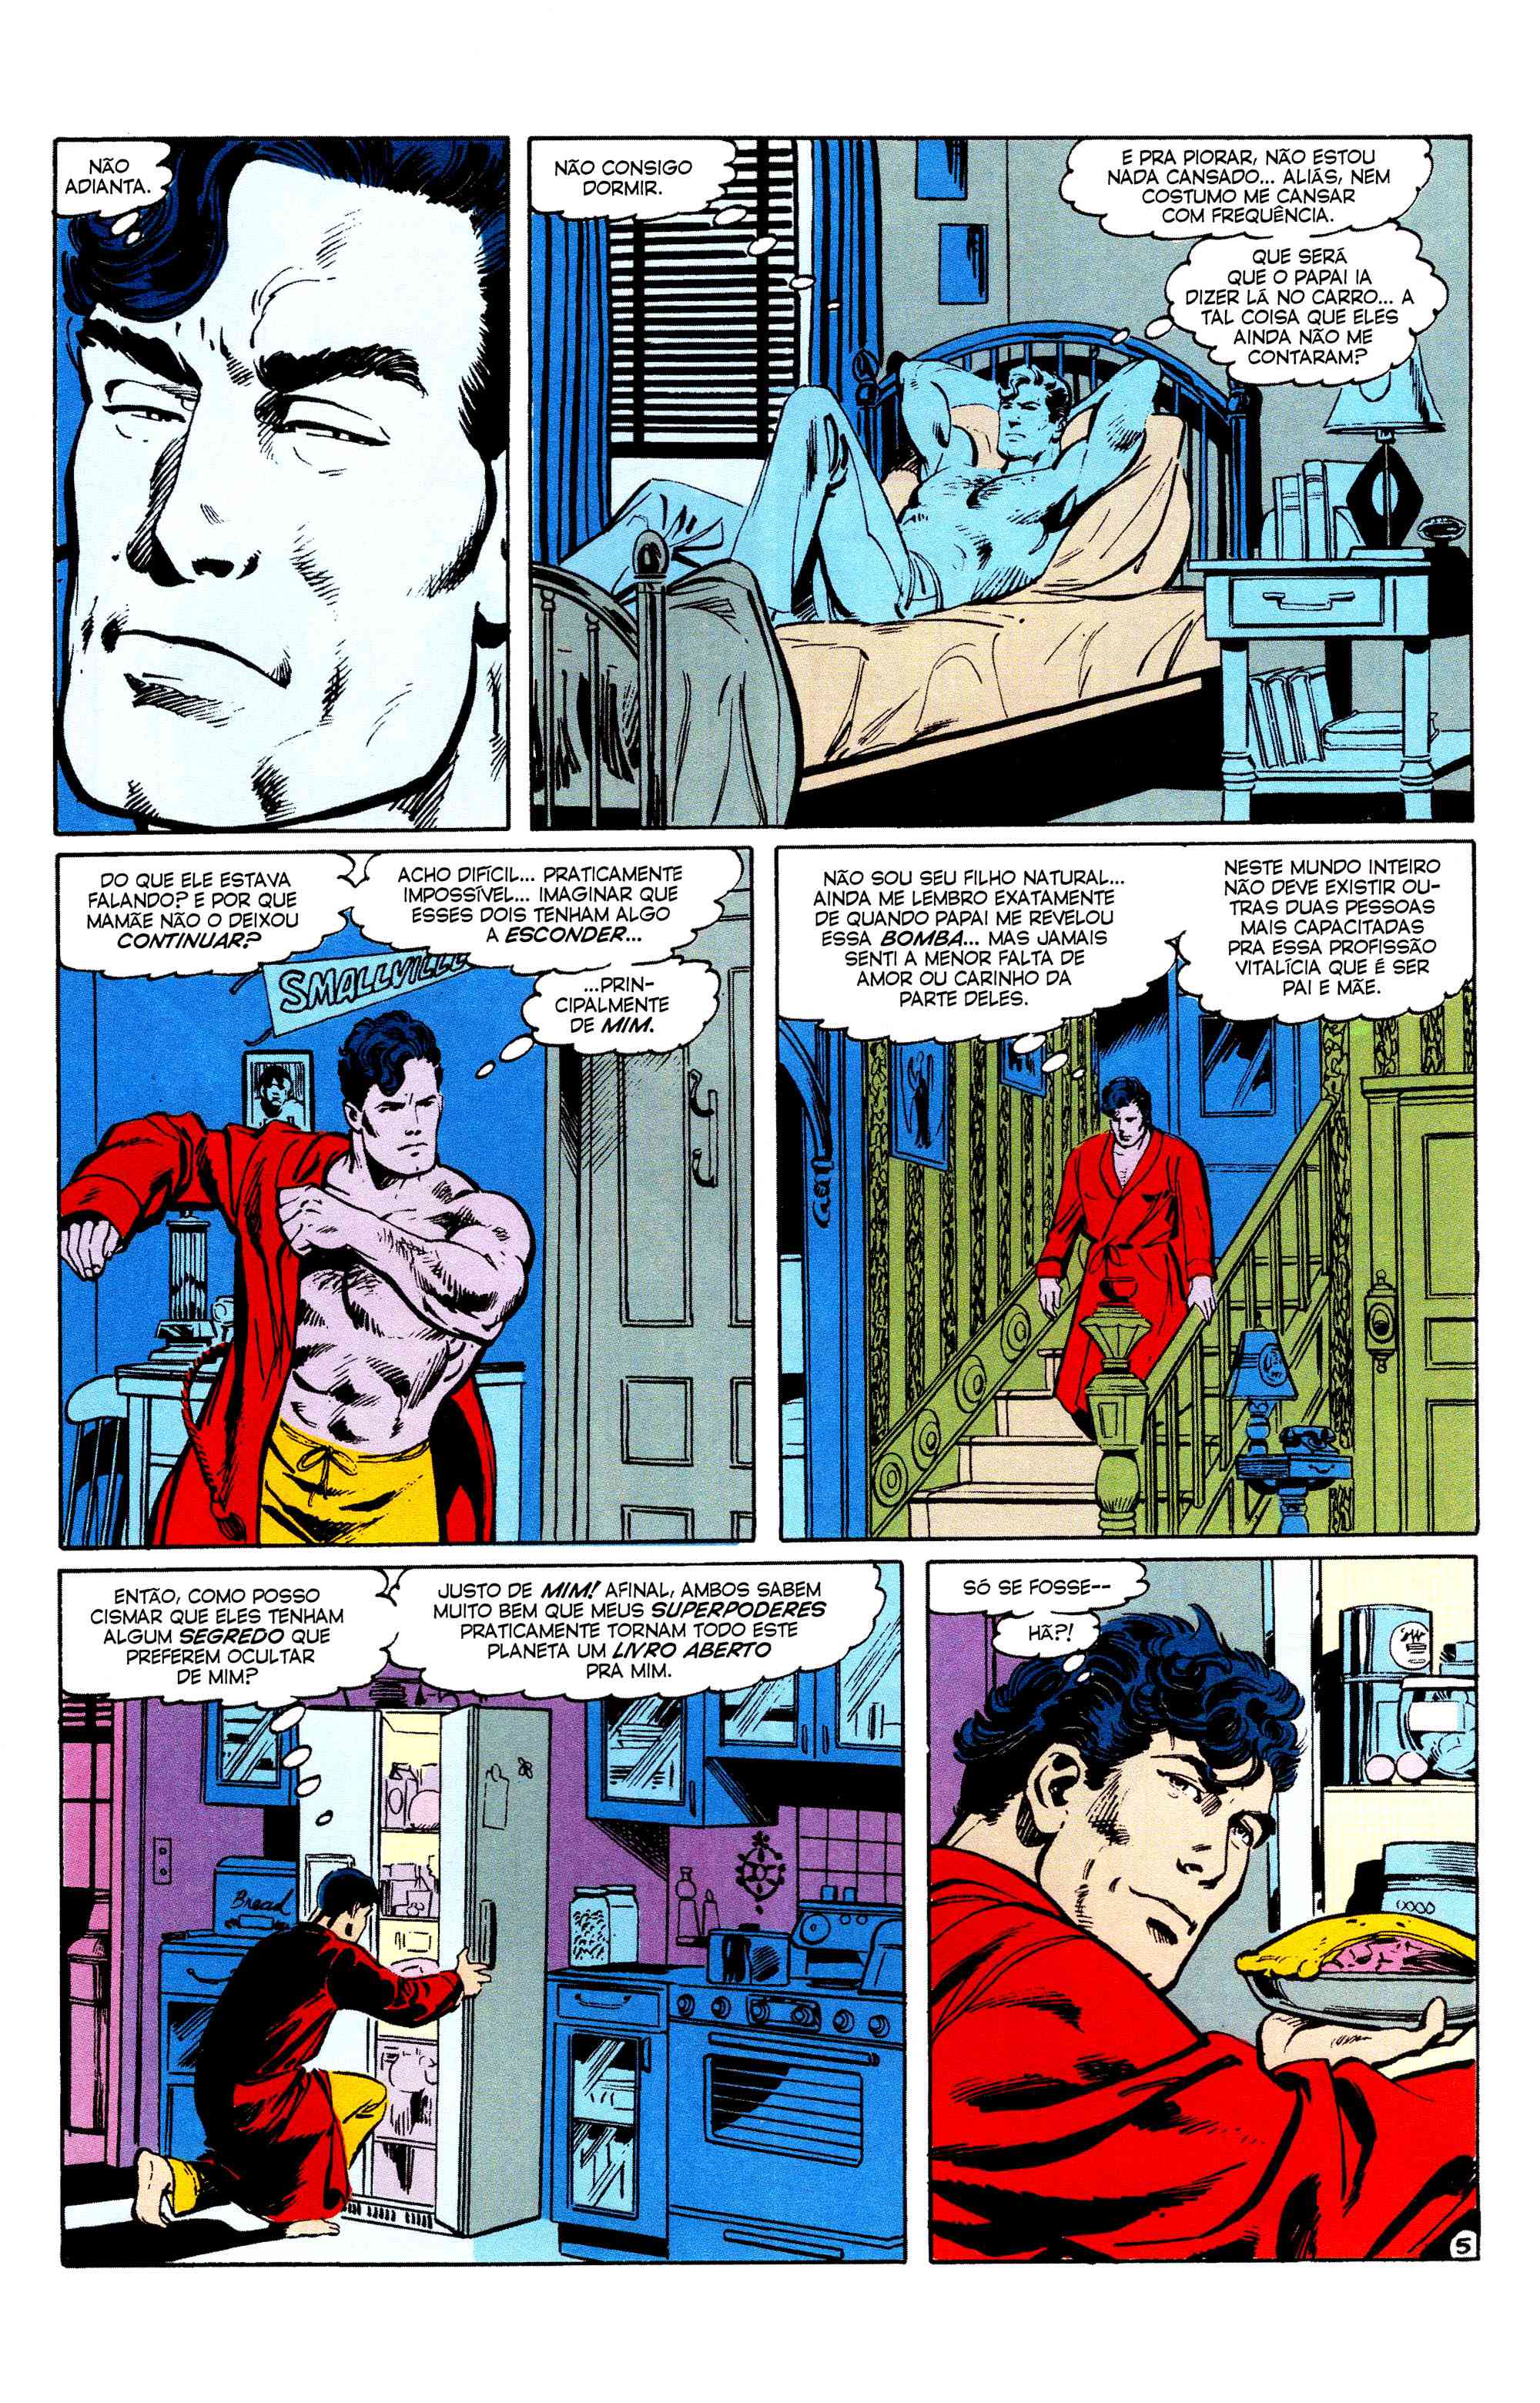 NÃO
ADIANTA.
NÃO CONSIGO
DORMIR.
E PRA PIORAR, NÃO ESTOU
NADA CANSADO... ALIÁS, NEM
COSTUMO ME CANSAR
COM FREQUÊNCIA.
QUE SERÁ
QUE O PAPAI IA
DIZER LÁ NO CARRO... A
TAL COISA QUE ELES
AINDA NÃO ME
CONTARAM?
DO QUE ELE ESTAVA
FALANDO? E POR QUE
MAMÃE NÃO O DEIXOU
CONTINUAR?
ACHO DIFÍCIL... PRATICAMENTE
IMPOSSÍVEL... IMAGINAR QUE
ESSES DOIS TENHAM ALGO
A ESCONDER...
SMALLVILLE
...PRIN-
CIPALMENTE
DE MIM.
NÃO SOU SEU FILHO NATURAL...
AINDA ME LEMBRO EXATAMENTE
DE QUANDO PAPAI ME REVELOU
ESSA BOMBA... MAS JAMAIS
SENTI A MENOR FALTA DE
AMOR OU CARINHO DA
PARTE DELES.
NESTE MUNDO INTEIRO
NÃO DEVE EXISTIR OU-
TRAS DUAS PESSOAS
MAIS CAPACITADAS
PRA ESSA PROFISSÃO
VITALÍCIA QUE É SER
PAI E MÃE.
ENTÃO, COMO POSSO
CISMAR QUE ELES TENHAM
ALGUM SEGREDO QUE
PREFEREM OCULTAR
DE MIM?
JUSTO DE MIM! AFINAL, AMBOS SABEM
MUITO BEM QUE MEUS SUPERPODERES
PRATICAMENTE TORNAM TODO ESTE
PLANETA UM LIVRO ABERTO
PRA MIM.
Bread
SÓ SE FOSSE--
HÃ?!
5